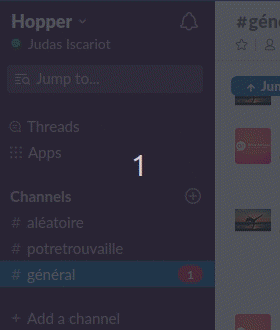 Hopper
Judas Iscariot
Jump to...
Threads
Apps
1
Channels
# aléatoire
# potretrouvaille
# général
1
+ Add a channel
#géné
Jum